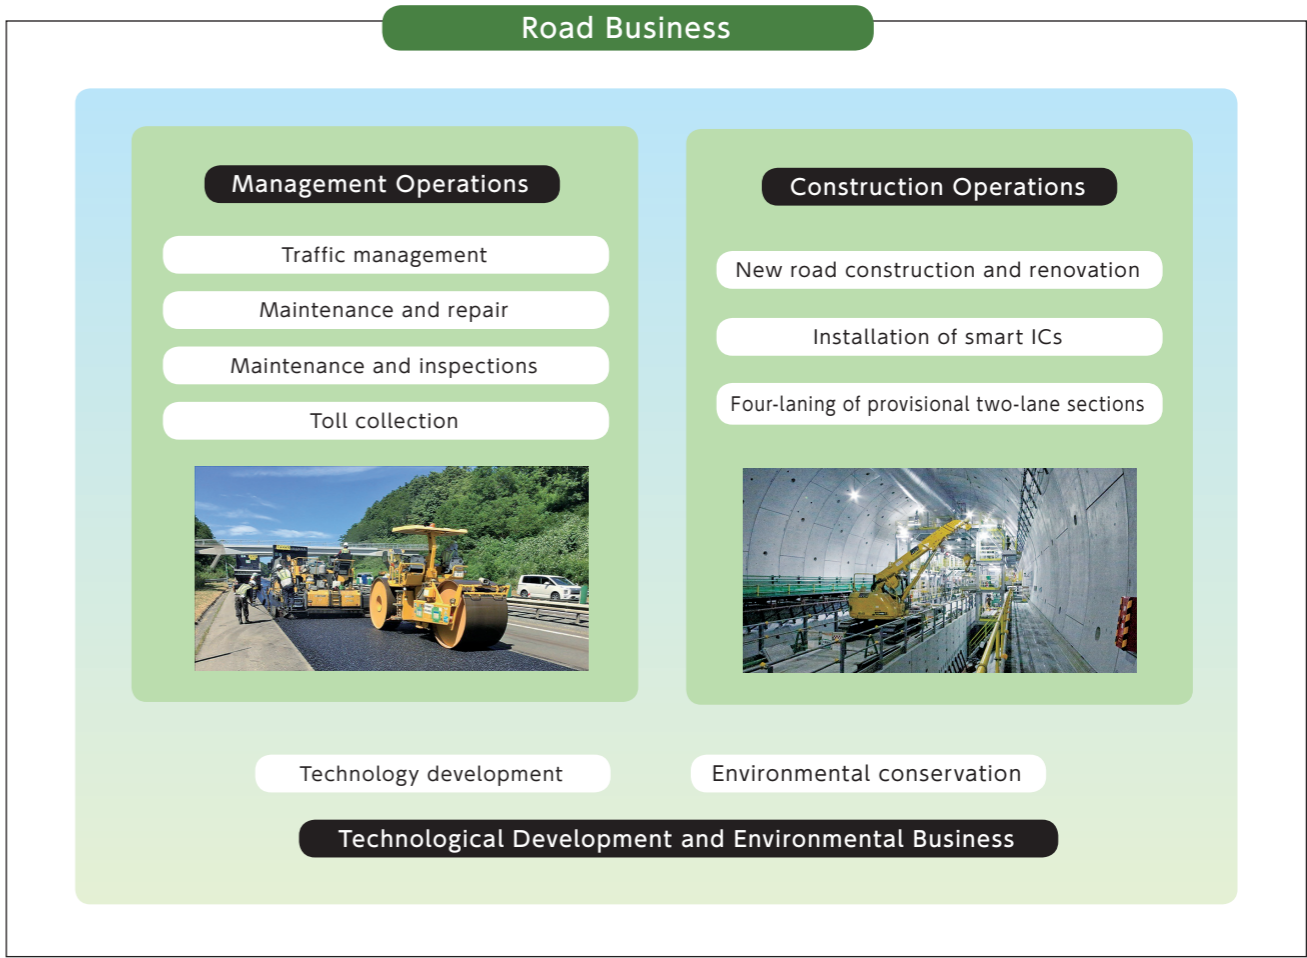 Road Business
Management Operations
Traffic management
Maintenance and repair
Maintenance and inspections
Toll collection
Construction Operations
New road construction and renovation
Installation of smart ICs
Four-laning of provisional two-lane sections
Technology development
Environmental conservation
Technological Development and Environmental Business